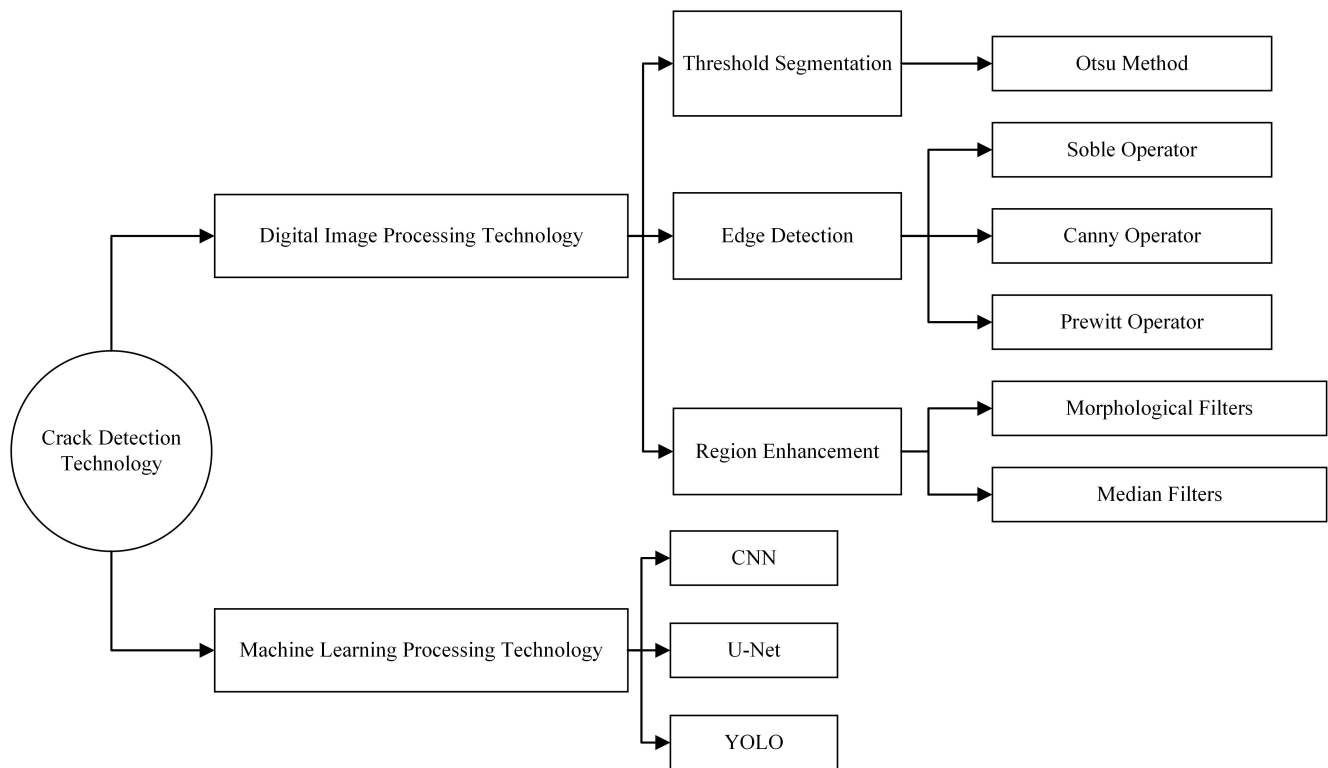 Threshold Segmentation
Otsu Method
Soble Operator
Digital Image Processing Technology
Edge Detection
Canny Operator
Prewitt Operator
Crack Detection
Technology
Region Enhancement
Morphological Filters
Median Filters
CNN
Machine Learning Processing Technology
U-Net
YOLO